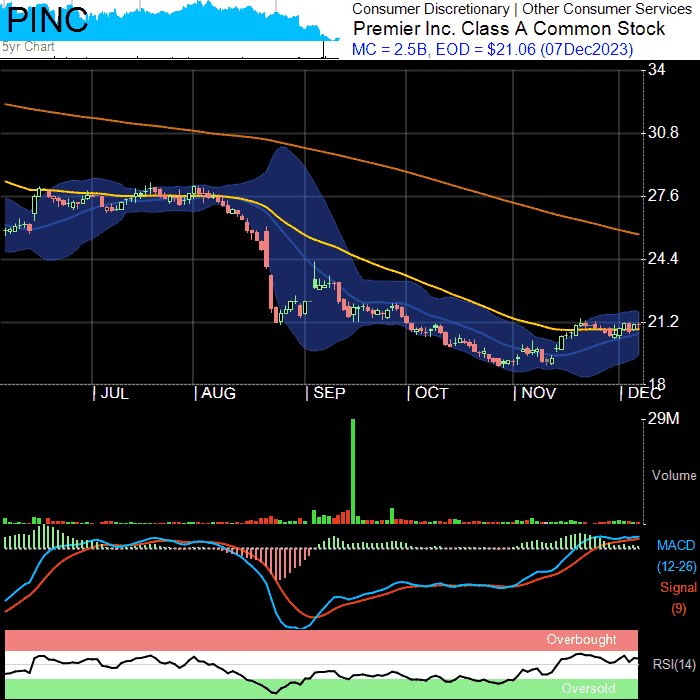 PINC
Consumer Discretionary | Other Consumer Services
Premier Inc. Class A Common Stock
5yr Chart
MC = 2.5B, EOD = $21.06 (07Dec2023)
34
30.8
27.6
24.4
21.2
18
| JUL | AUG | SEP | OCT | NOV | DEC
29M
Volume
MACD
(12-26)
Signal
(9)
Overbought
RSI(14)
Oversold